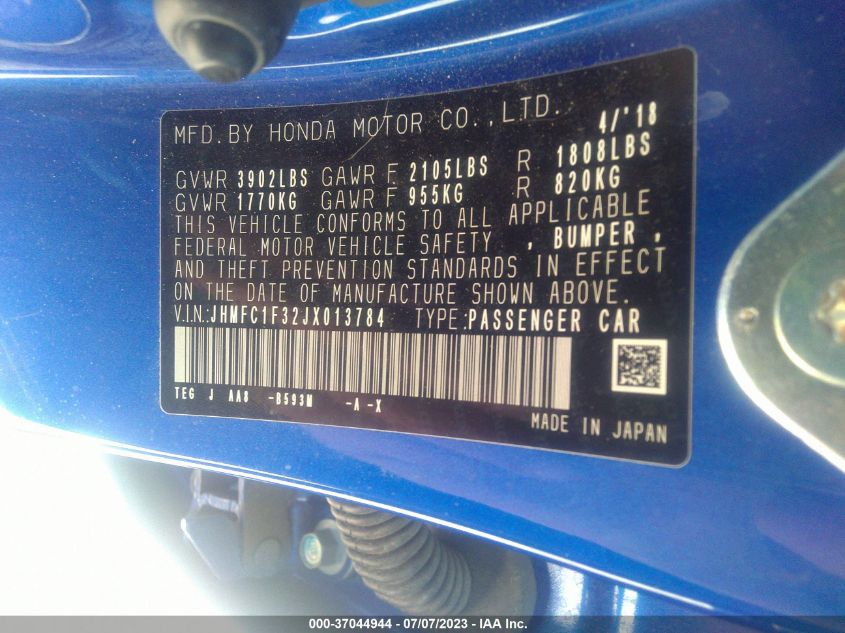 MFD. BY HONDA MOTOR CO., LTD. 4/'18
GVWR 3902LBS GAWR F 2105LBS R 1808LBS
GVWR 1770KG GAWR F 955KG R 820KG
THIS VEHICLE CONFORMS TO ALL APPLICABLE
FEDERAL MOTOR VEHICLE SAFETY , BUMPER ,
AND THEFT PREVENTION STANDARDS IN EFFECT
ON THE DATE OF MANUFACTURE SHOWN ABOVE.
V.I.N.:JHMFC1F32JX013784 TYPE:PASSENGER CAR
TEG J AA8 -B593M -A -X
MADE IN JAPAN
000-37044944 / 07/07/2023 - IAA Inc.